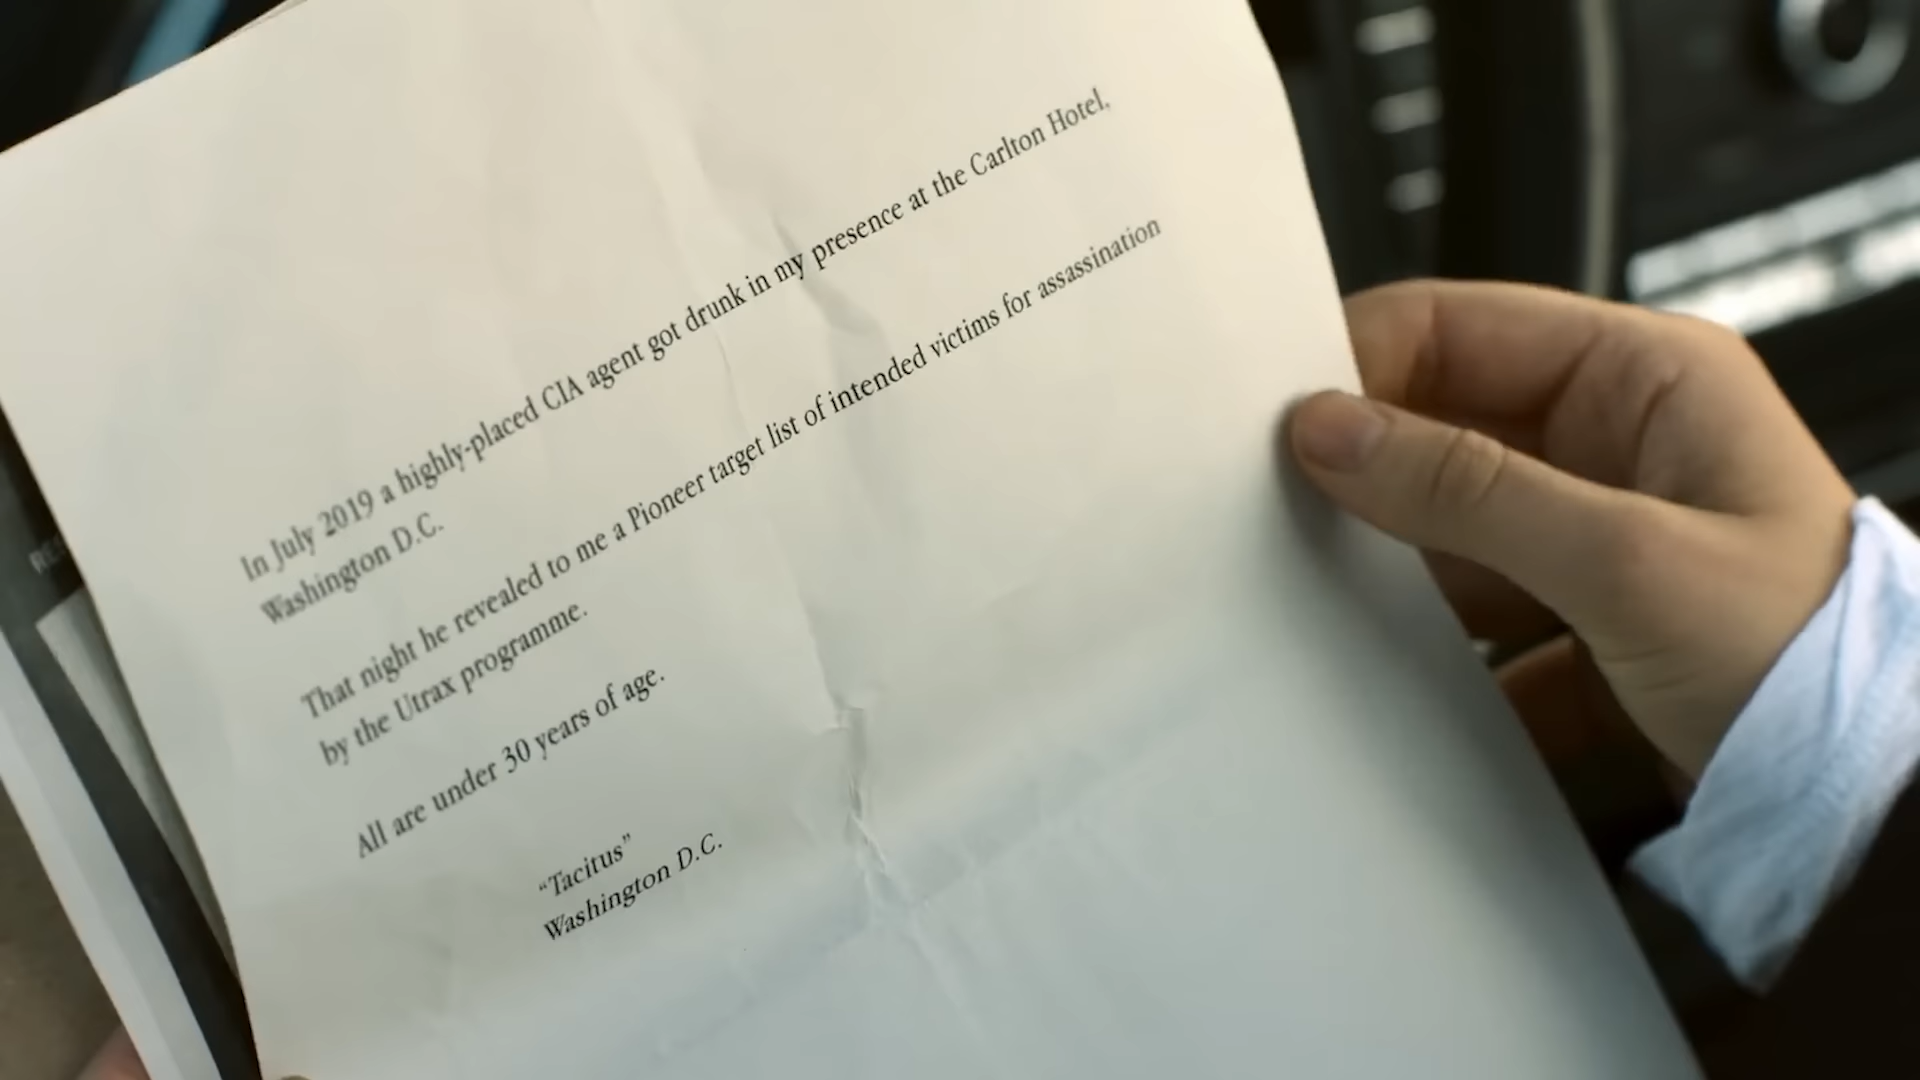 In July 2019 a highly-placed CIA agent got drunk in my presence at the Carlton Hotel,
Washington D.C.
That night he revealed to me a Pioneer target list of intended victims for assassination
by the Utrax programme.
All are under 30 years of age.
“Tacitus”
Washington D.C.